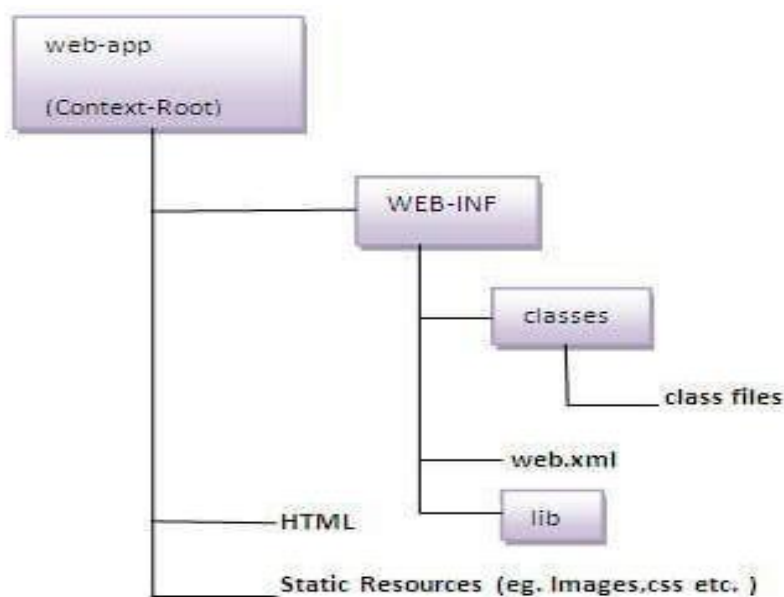 web-app
(Context-Root)
WEB-INF
classes
class files
web.xml
lib
HTML
Static Resources (eg. Images,css etc. )